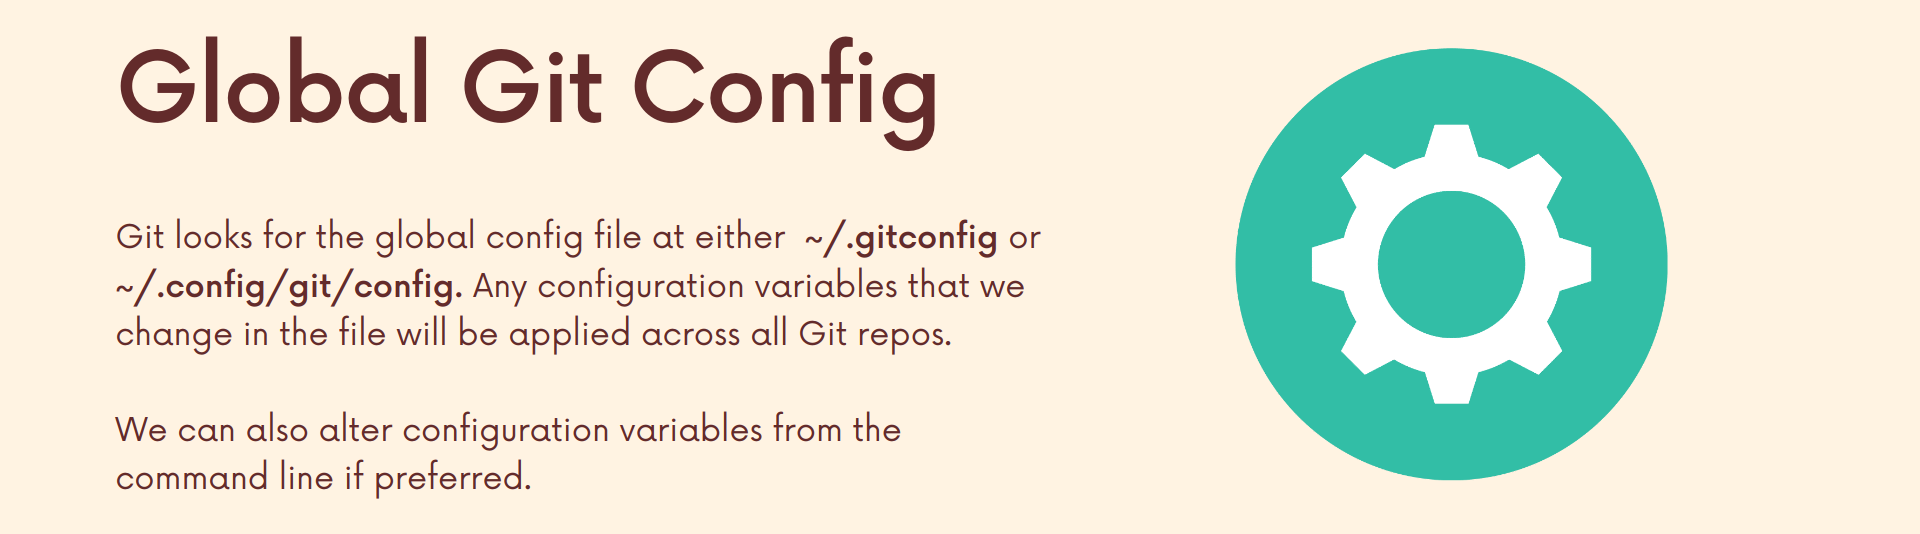 Global Git Config
Git looks for the global config file at either  ~/.gitconfig or
~/.config/git/config. Any configuration variables that we
change in the file will be applied across all Git repos.
We can also alter configuration variables from the
command line if preferred.